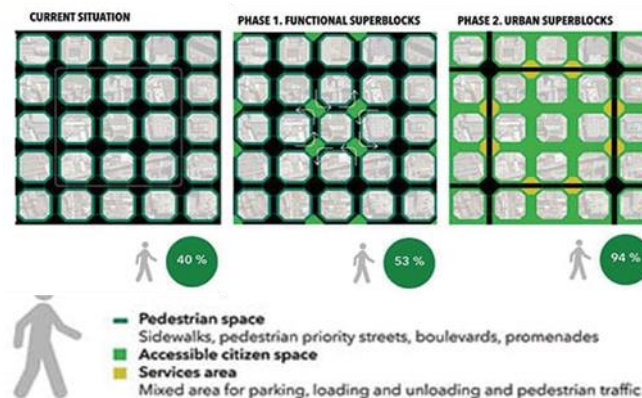 CURRENT SITUATION
PHASE 1. FUNCTIONAL SUPERBLOCKS
PHASE 2. URBAN SUPERBLOCKS
40 %
53 %
94 %
Pedestrian space
Sidewalks, pedestrian priority streets, boulevards, promenades
Accessible citizen space
Services area
Mixed area for parking, loading and unloading and pedestrian traffic